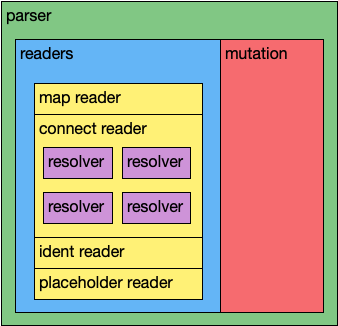 parser
readers
mutation
map reader
connect reader
resolver resolver
resolver resolver
ident reader
placeholder reader